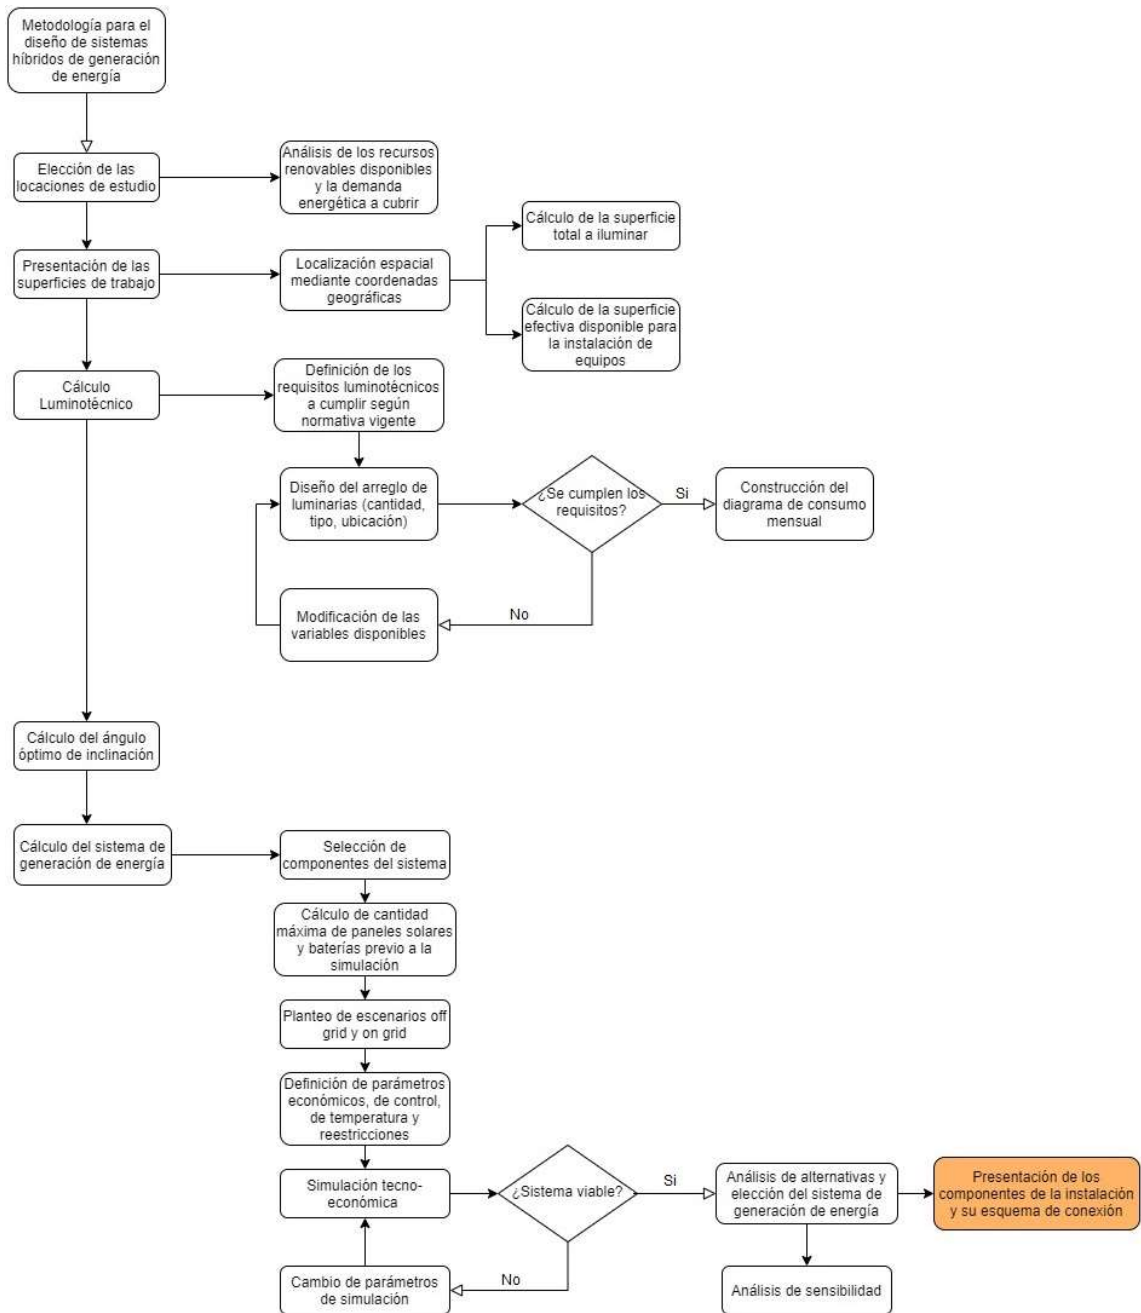 Metodología para el
diseño de sistemas
híbridos de generación
de energía
Elección de las
locaciones de estudio
Análisis de los recursos
renovables disponibles
y la demanda
energética a cubrir
Cálculo de la superficie
total a iluminar
Presentación de las
superficies de trabajo
Localización espacial
mediante coordenadas
geográficas
Cálculo de la superficie
efectiva disponible para
la instalación de
equipos
Cálculo
Luminotécnico
Definición de los
requisitos luminotécnicos
a cumplir según
normativa vigente
Diseño del arreglo de
luminarias (cantidad,
tipo, ubicación)
¿Se cumplen los
requisitos?
Si
Construcción del
diagrama de consumo
mensual
No
Modificación de las
variables disponibles
Cálculo del ángulo
óptimo de inclinación
Cálculo del sistema de
generación de energía
Selección de
componentes del sistema
Cálculo de cantidad
máxima de paneles solares
y baterías previo a la
simulación
Planteo de escenarios off
grid y on grid
Definición de parámetros
económicos, de control,
de temperatura y
reestricciones
Simulación tecno-
económica
¿Sistema viable?
Si
Análisis de alternativas y
elección del sistema de
generación de energía
Presentación de los
componentes de la instalación
y su esquema de conexión
No
Cambio de parámetros
de simulación
Análisis de sensibilidad